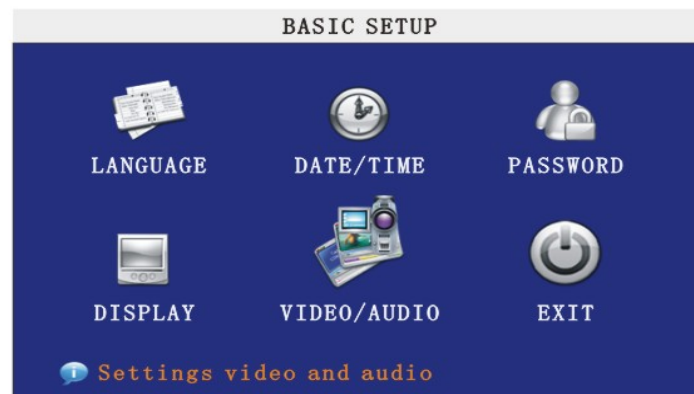 BASIC SETUP
LANGUAGE DATE/TIME PASSWORD
DISPLAY VIDEO/AUDIO EXIT
Settings video and audio